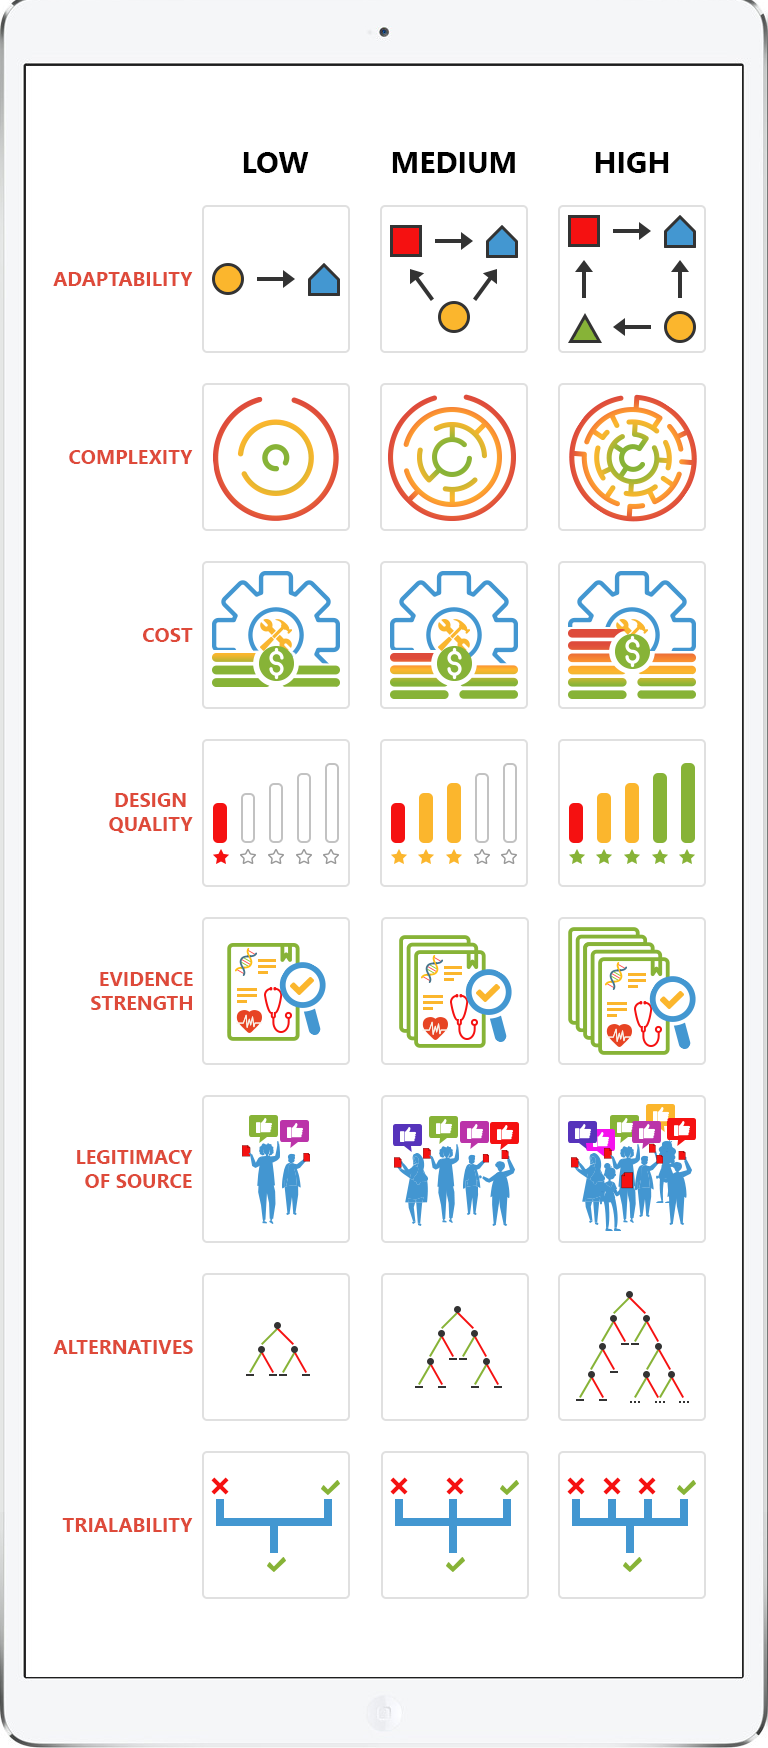 LOW MEDIUM HIGH
ADAPTABILITY
COMPLEXITY
COST
$ $ $
DESIGN
QUALITY
EVIDENCE
STRENGTH
LEGITIMACY
OF SOURCE
ALTERNATIVES
TRIALABILITY